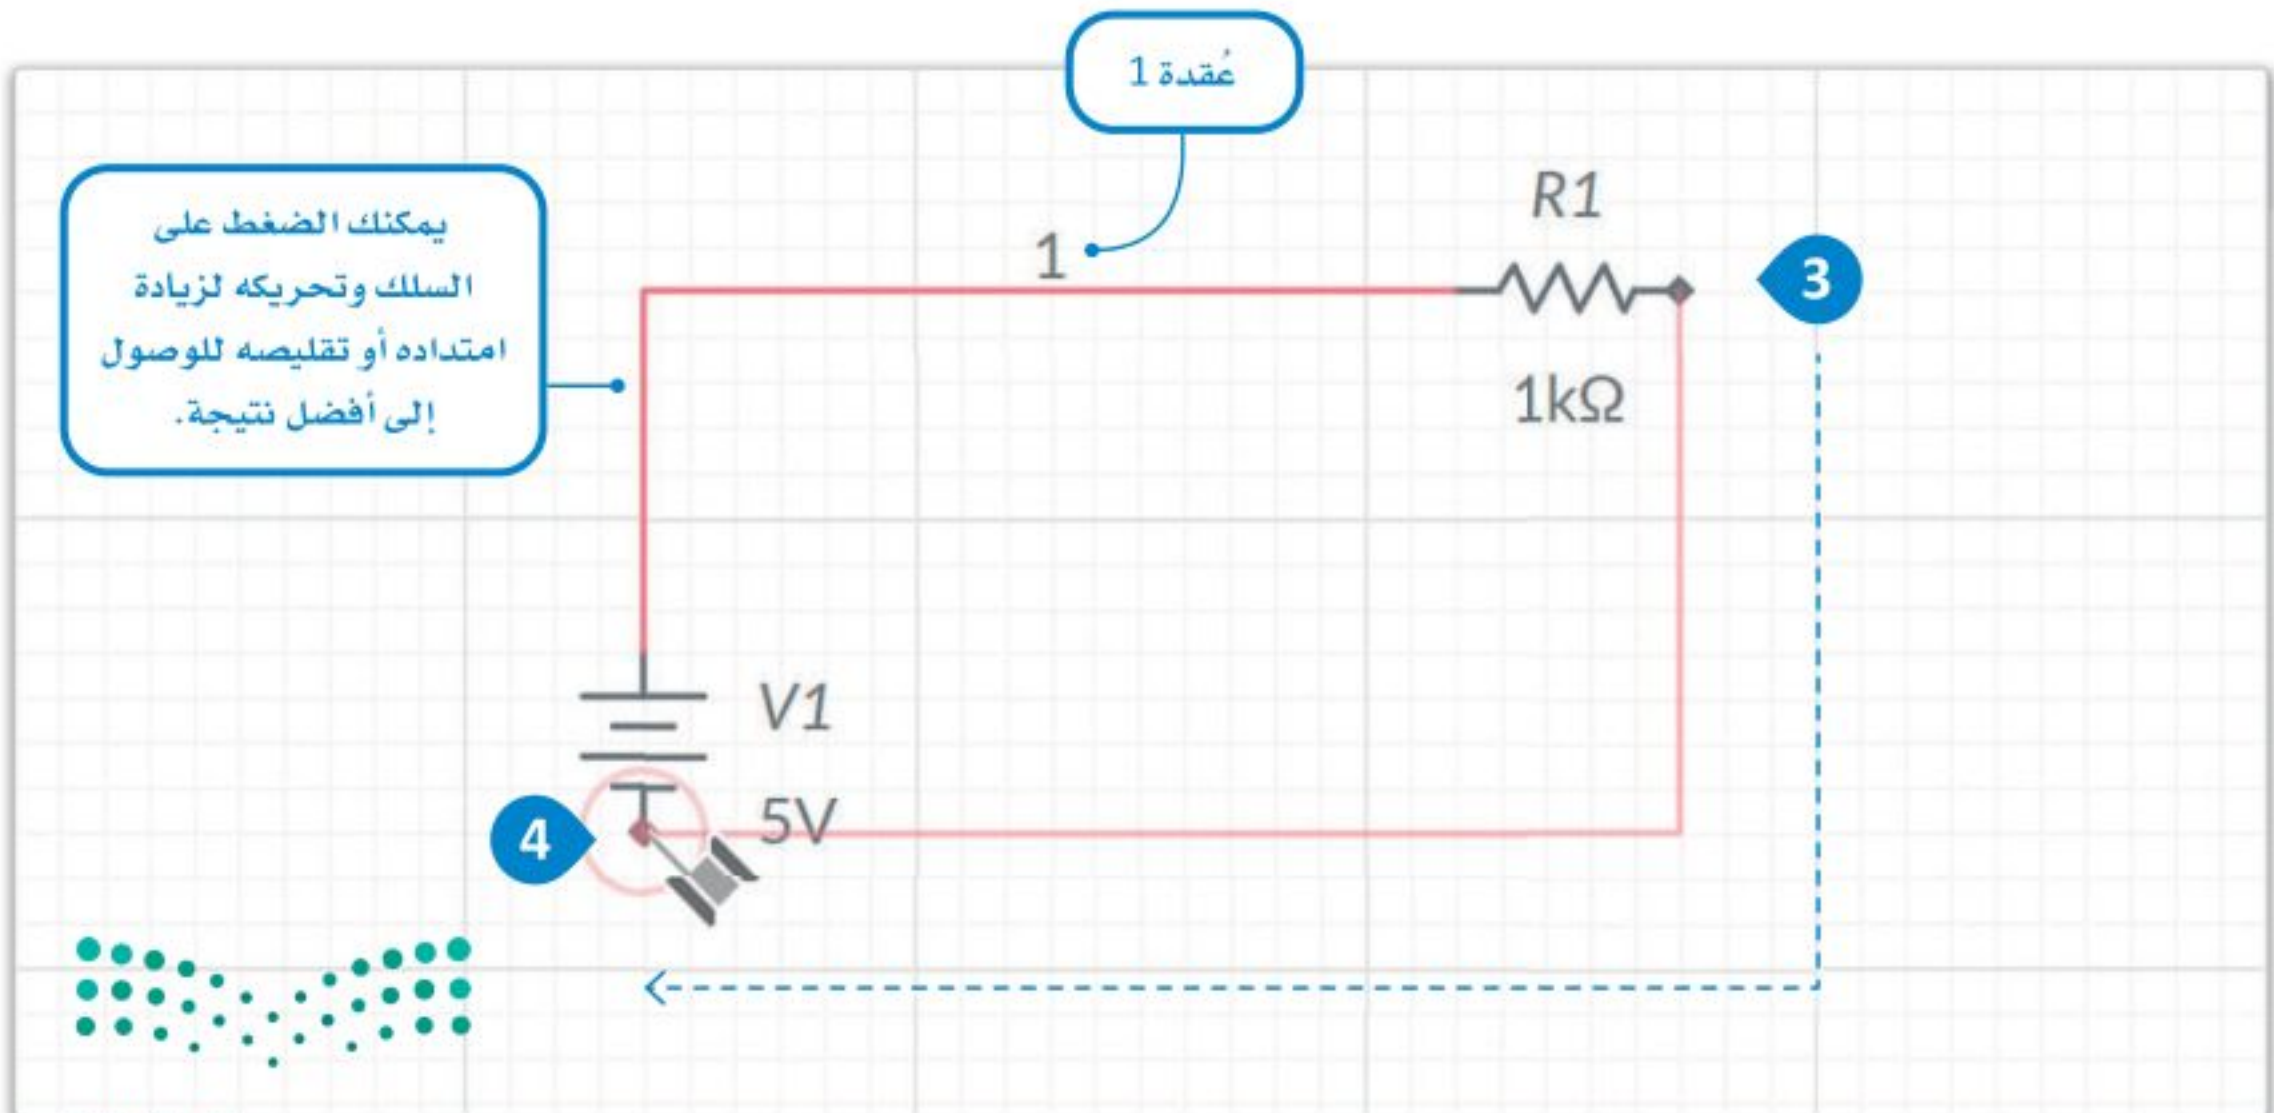 عُقدة 1
يمكنك الضغط على
السلك وتحريكه لزيادة
امتداده أو تقليصه للوصول
إلى أفضل نتيجة.
R1
1
3
1kΩ
V1
5V
4